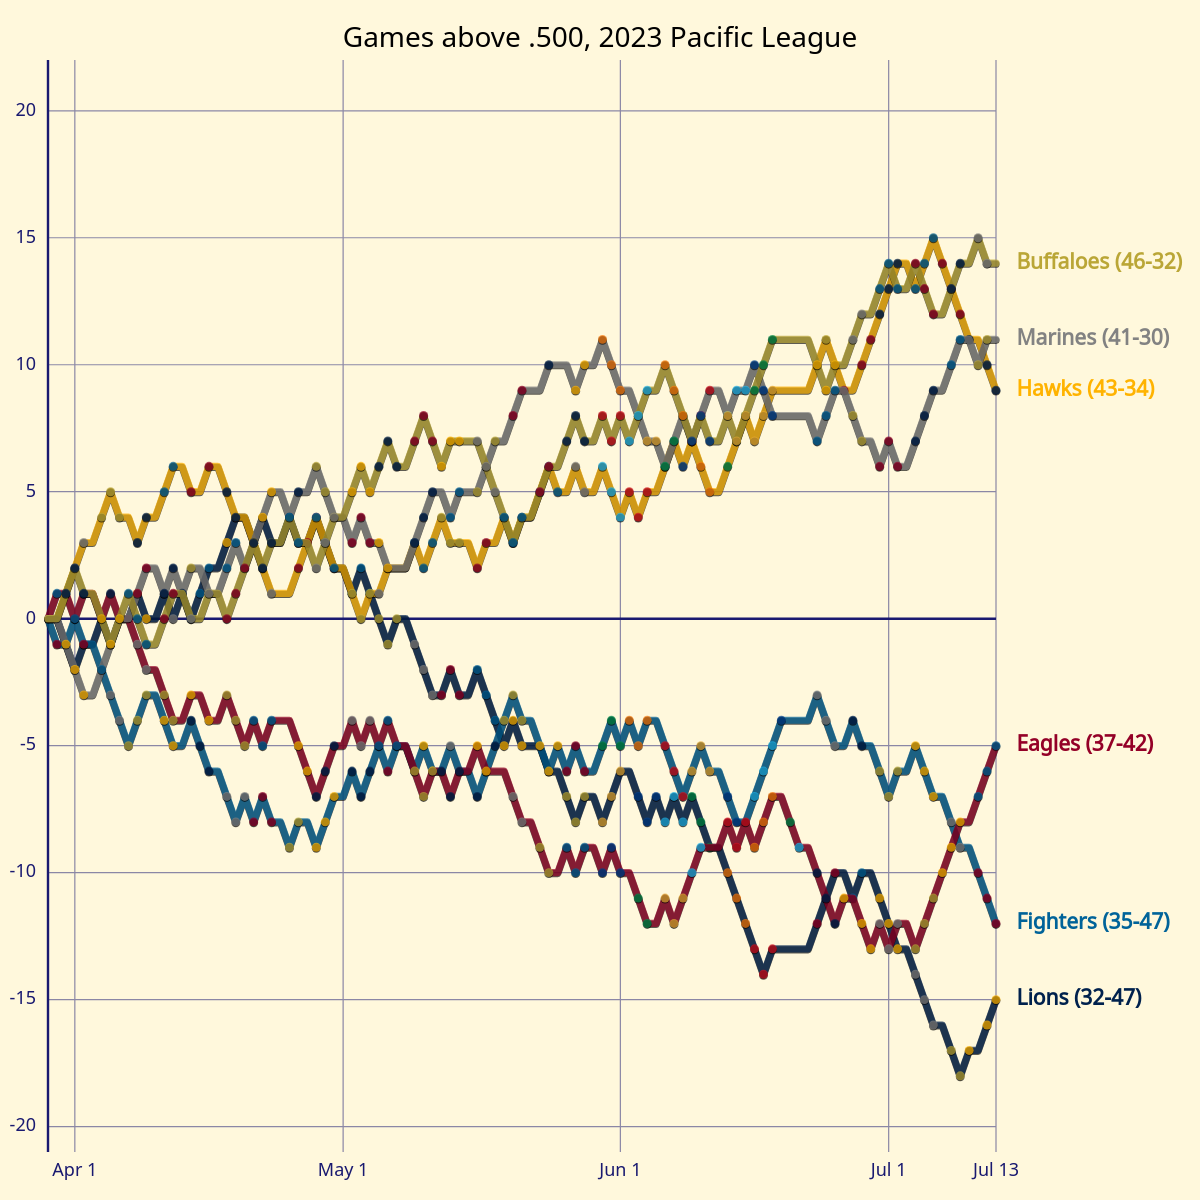 Games above .500, 2023 Pacific League
20
15
10
5
0
-5
-10
-15
-20
Buffaloes (46-32)
Marines (41-30)
Hawks (43-34)
Eagles (37-42)
Fighters (35-47)
Lions (32-47)
Apr 1
May 1
Jun 1
Jul 1
Jul 13